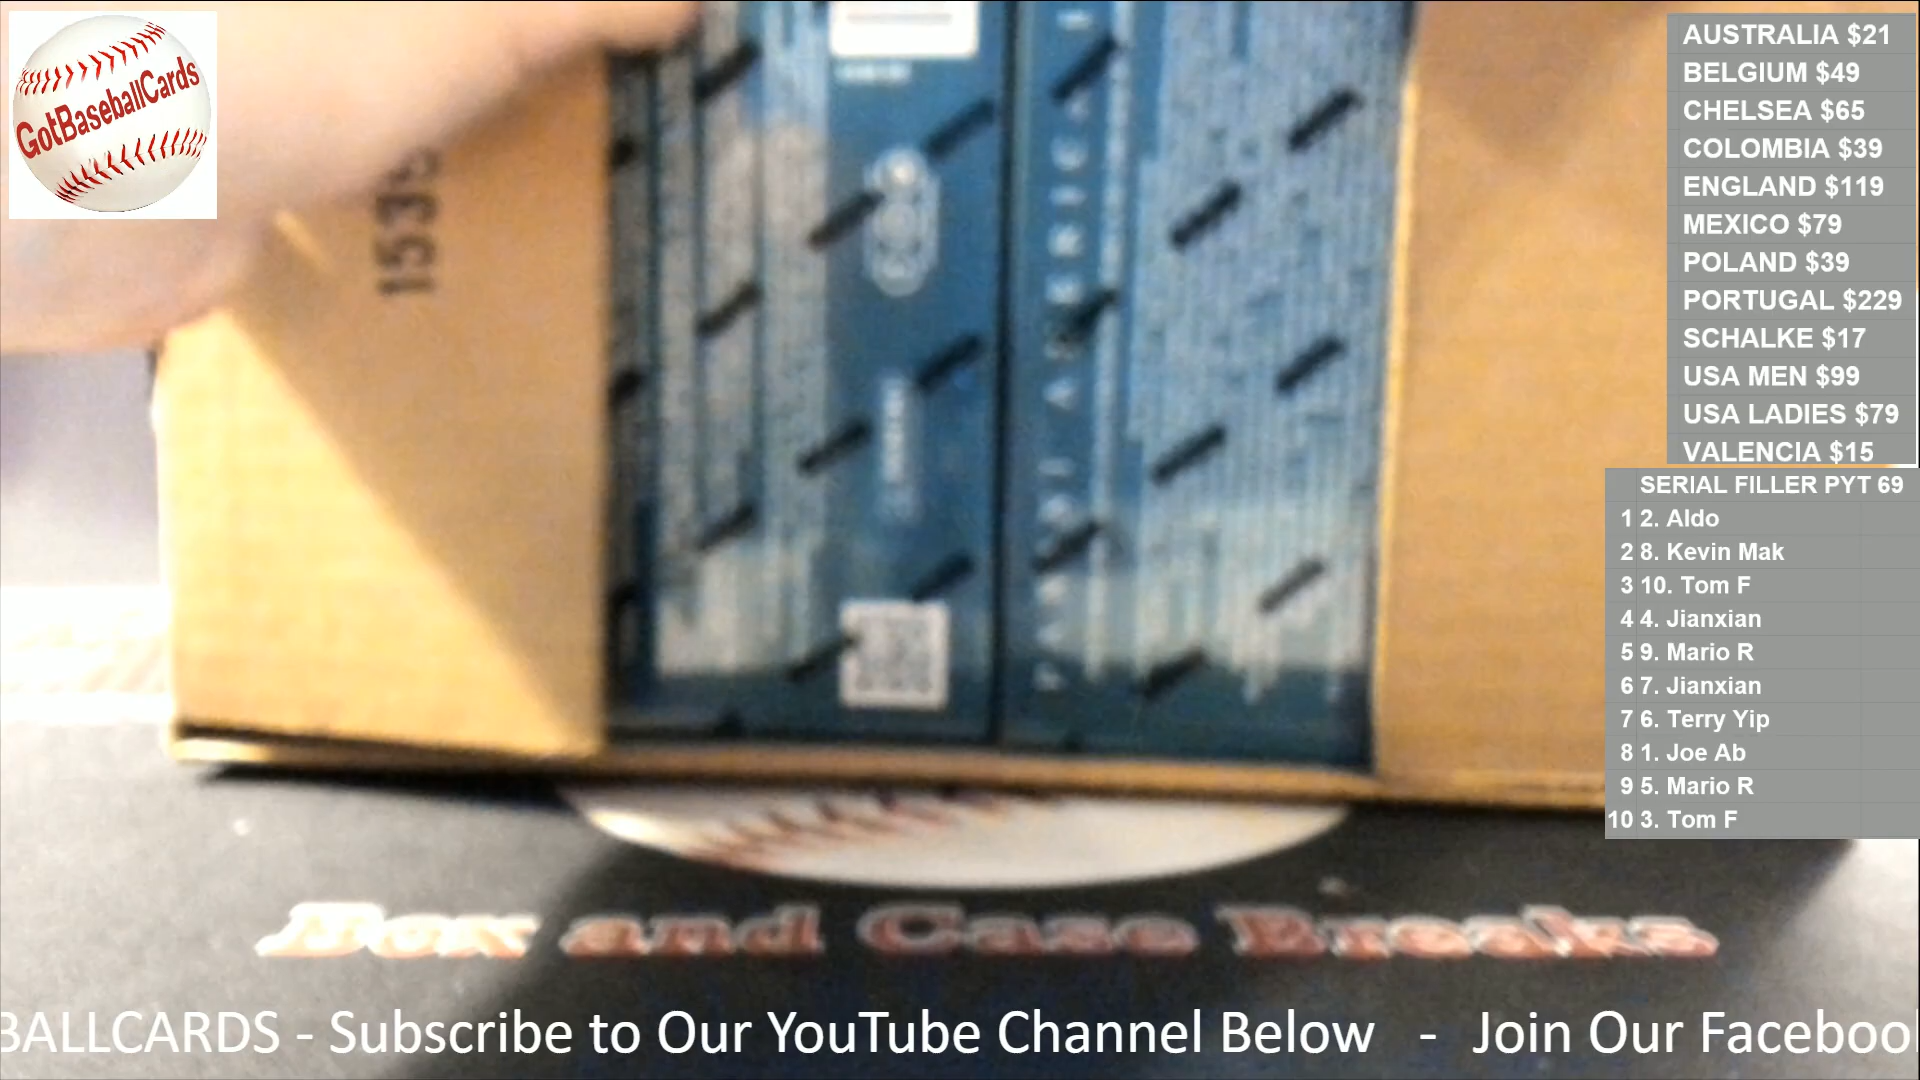 GotBaseballCards
1535
PANINI AMERICA
AUSTRALIA $21
BELGIUM $49
CHELSEA $65
COLOMBIA $39
ENGLAND $119
MEXICO $79
POLAND $39
PORTUGAL $229
SCHALKE $17
USA MEN $99
USA LADIES $79
VALENCIA $15
SERIAL FILLER PYT 69
1 2. Aldo
2 8. Kevin Mak
3 10. Tom F
4 4. Jianxian
5 9. Mario R
6 7. Jianxian
7 6. Terry Yip
8 1. Joe Ab
9 5. Mario R
10 3. Tom F
Box and Case Breaks
BALLCARDS - Subscribe to Our YouTube Channel Below - Join Our Facebook